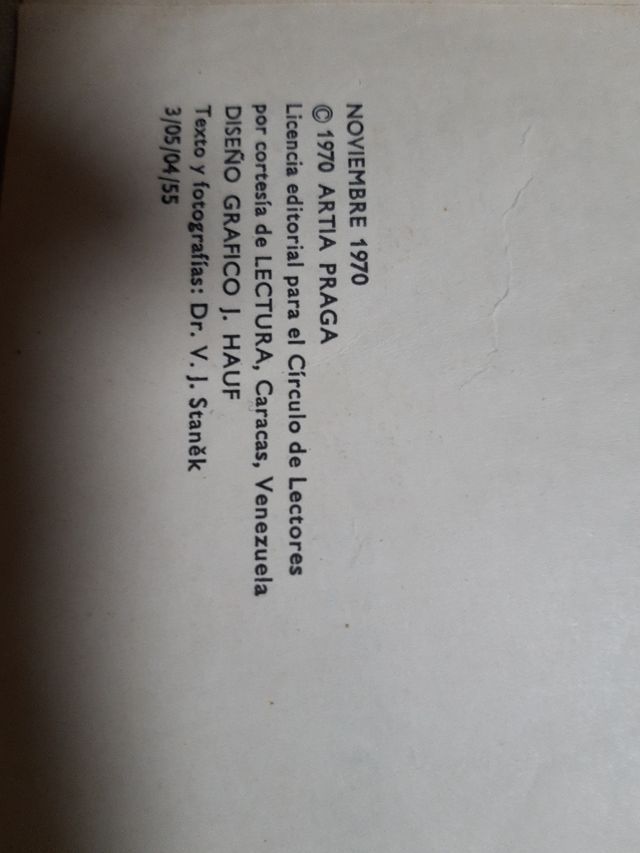 NOVIEMBRE 1970
© 1970 ARTIA PRAGA
Licencia editorial para el Círculo de Lectores
por cortesía de LECTURA, Caracas, Venezuela
DISEÑO GRAFICO J. HAUF
Texto y fotografías: Dr. V. J. Staněk
3/05/04/55